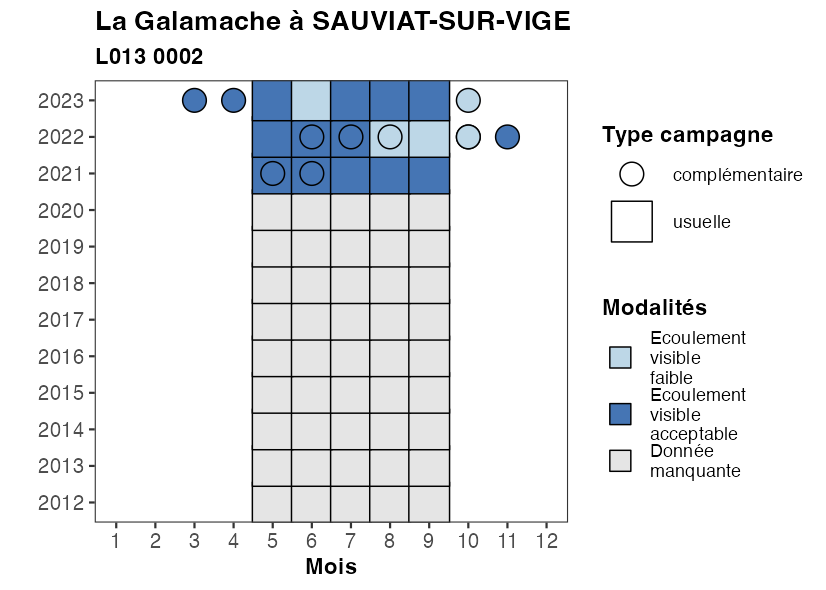 La Galamache à SAUVIAT-SUR-VIGE
L013 0002
2023
2022
2021
2020
2019
2018
2017
2016
2015
2014
2013
2012
1 2 3 4 5 6 7 8 9 10 11 12
Mois
Type campagne
complémentaire
usuelle
Modalités
Ecoulement
visible
faible
Ecoulement
visible
acceptable
Donnée
manquante